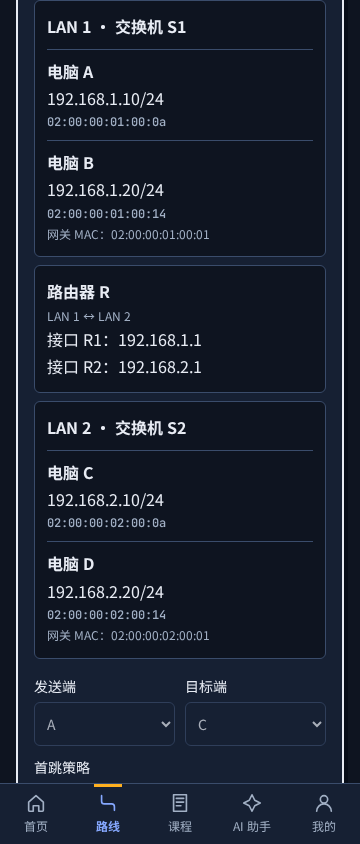 LAN 1 · 交换机 S1
电脑 A
192.168.1.10/24
02:00:00:01:00:0a
电脑 B
192.168.1.20/24
02:00:00:01:00:14
网关 MAC：02:00:00:01:00:01
路由器 R
LAN 1 ↔ LAN 2
接口 R1：192.168.1.1
接口 R2：192.168.2.1
LAN 2 · 交换机 S2
电脑 C
192.168.2.10/24
02:00:00:02:00:0a
电脑 D
192.168.2.20/24
02:00:00:02:00:14
网关 MAC：02:00:00:02:00:01
发送端 目标端
A C
首跳策略
首页 路线 课程 AI 助手 我的